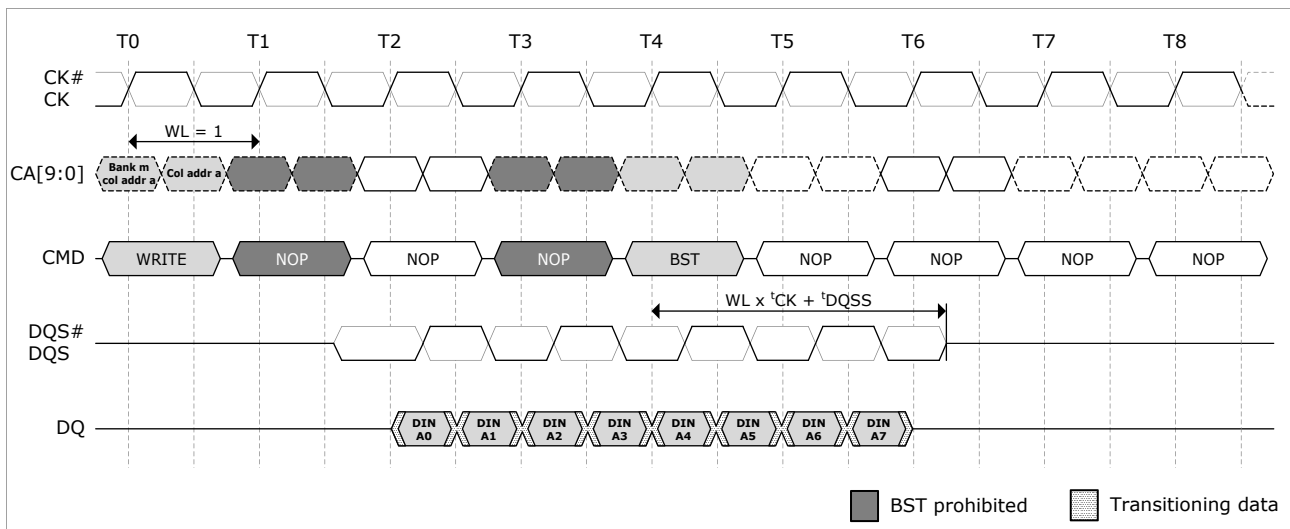 T0 T1 T2 T3 T4 T5 T6 T7 T8
CK#
CK
WL = 1
CA[9:0]
Bank m
col addr a
Col addr a
CMD
WRITE NOP NOP NOP BST NOP NOP NOP NOP
WL x tCK + tDQSS
DQS#
DQS
DQ
DIN A0
DIN A1
DIN A2
DIN A3
DIN A4
DIN A5
DIN A6
DIN A7
BST prohibited
Transitioning data